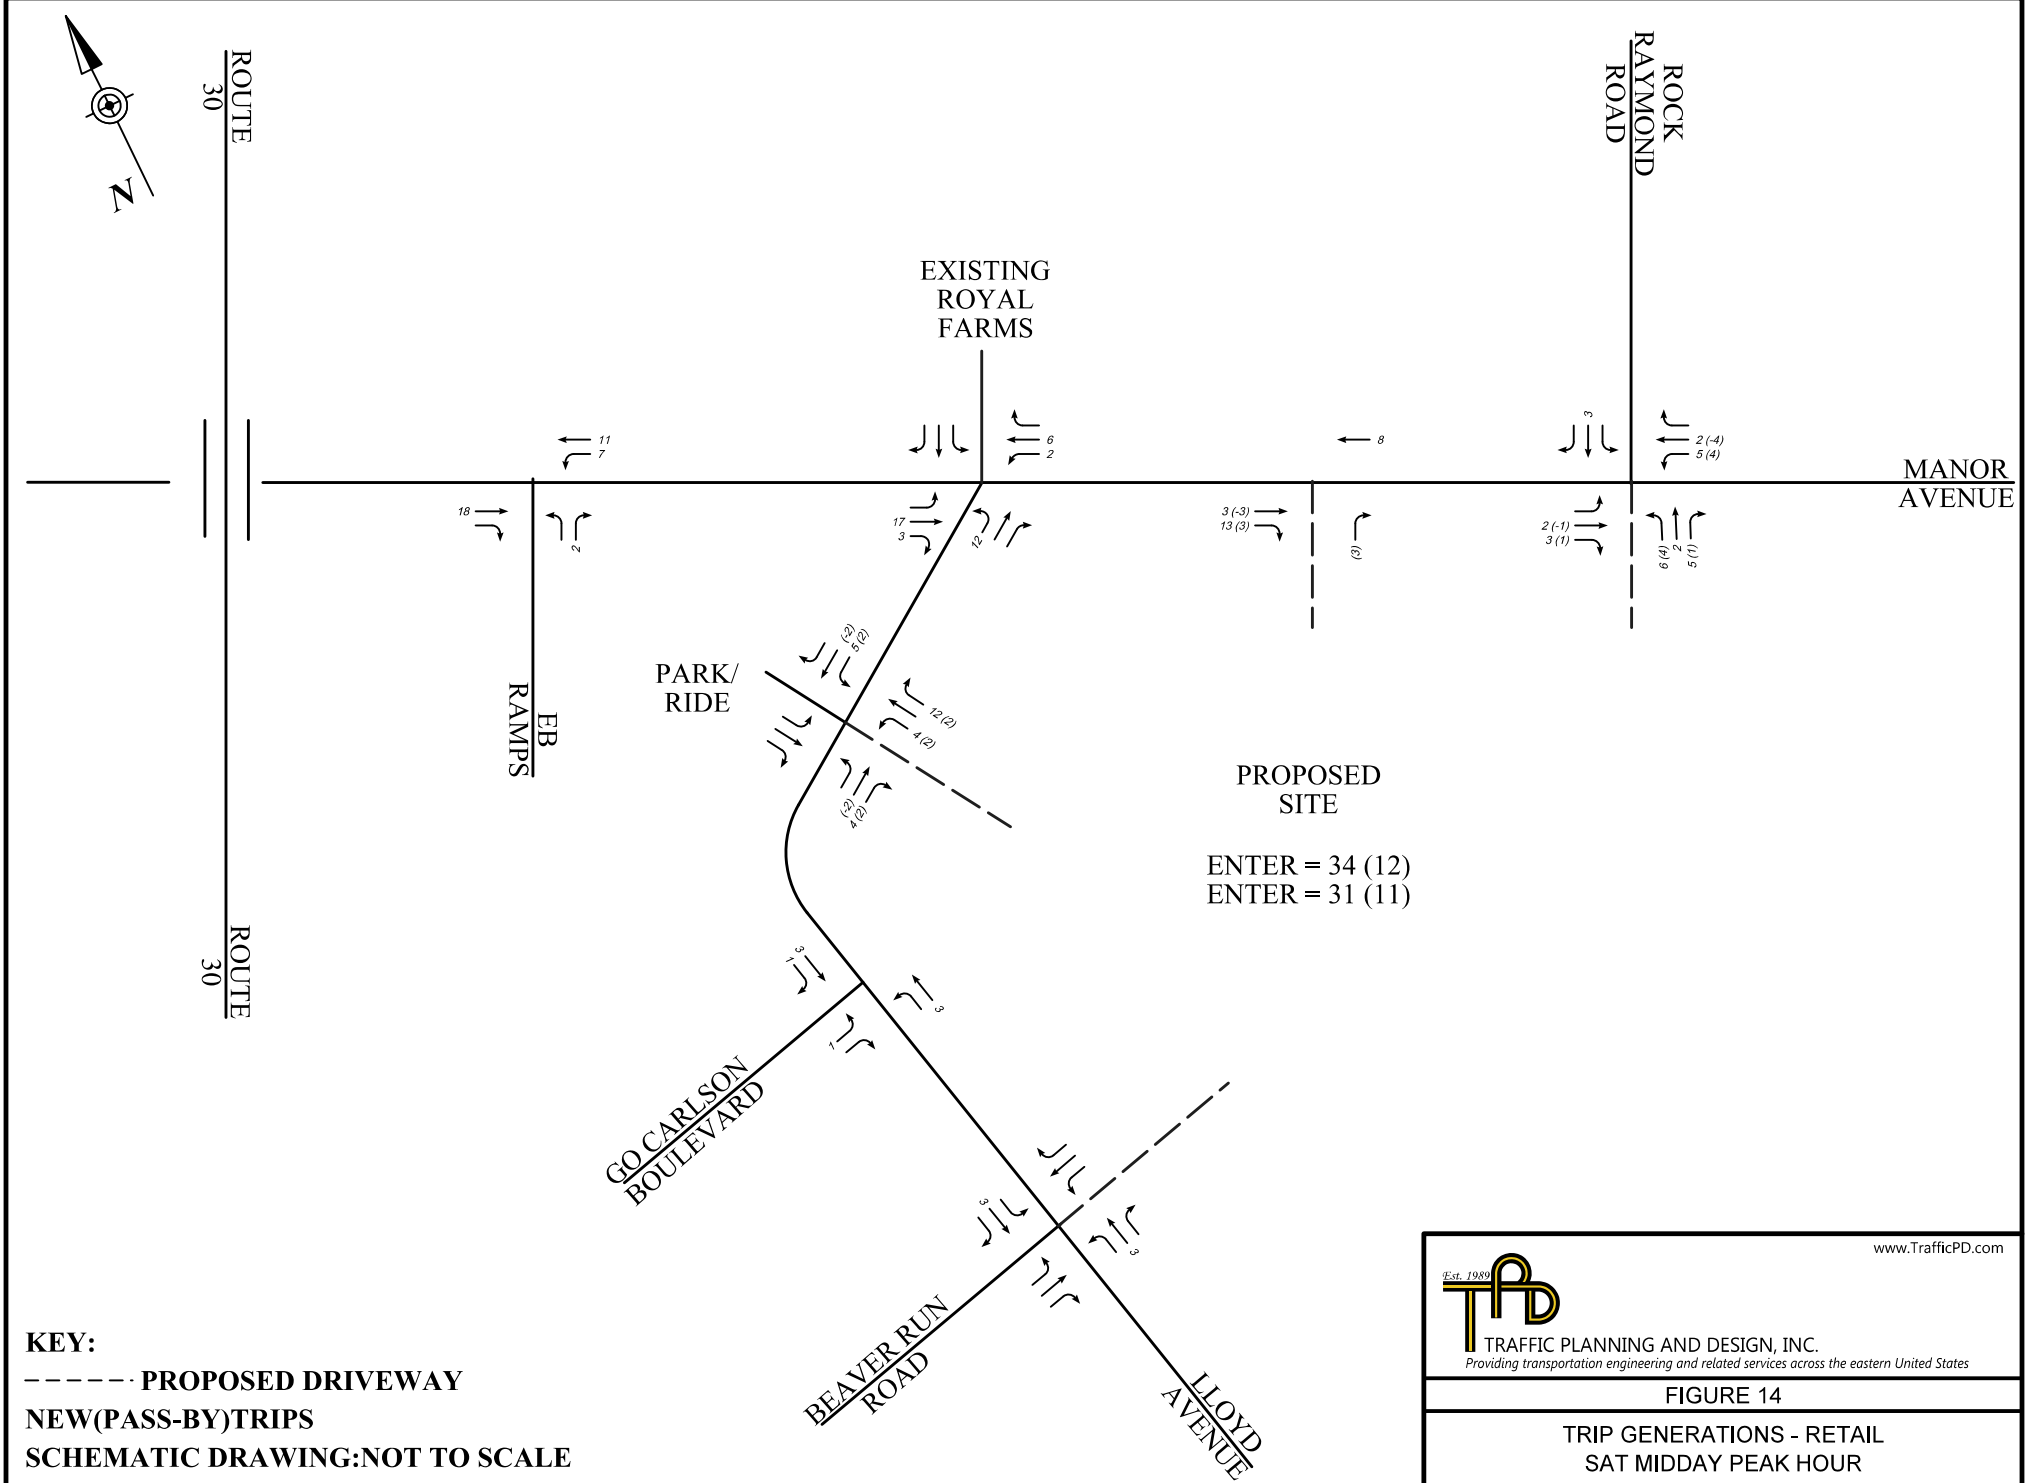 ROUTE
30
N
ROCK
RAYMOND
ROAD
EXISTING
ROYAL
FARMS
11
7
18
2
6
2
17
3
12
8
3 (-3)
13 (3)
(3)
3
2 (-4)
5 (4)
2 (-1)
3 (1)
6 (4)
2
5 (1)
MANOR
AVENUE
PARK/
RIDE
(-2)
5 (2)
12 (2)
4 (2)
(-2)
4 (2)
EB
RAMPS
PROPOSED
SITE
ENTER = 34 (12)
ENTER = 31 (11)
ROUTE
30
3
1
3
1
GO CARLSON
BOULEVARD
3
3
BEAVER RUN
ROAD
LLOYD
AVENUE
KEY:
PROPOSED DRIVEWAY
NEW(PASS-BY)TRIPS
SCHEMATIC DRAWING:NOT TO SCALE
www.TrafficPD.com
Est. 1989
TPD
TRAFFIC PLANNING AND DESIGN, INC.
Providing transportation engineering and related services across the eastern United States
FIGURE 14
TRIP GENERATIONS - RETAIL
SAT MIDDAY PEAK HOUR